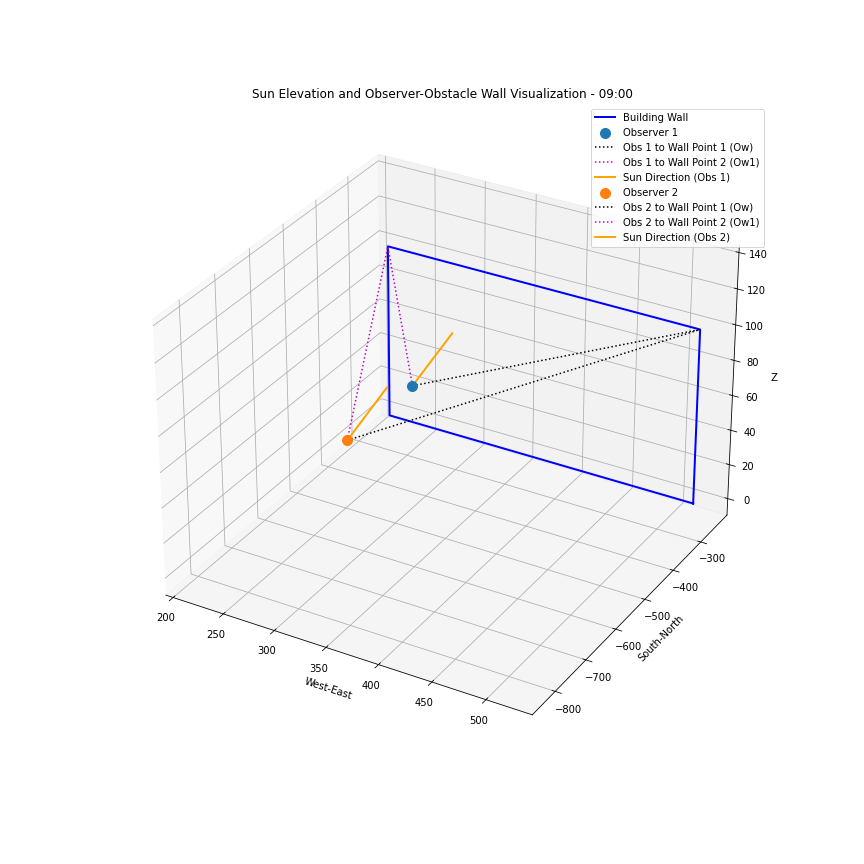 Sun Elevation and Observer-Obstacle Wall Visualization - 09:00
Building Wall
Observer 1
Obs 1 to Wall Point 1 (Ow)
Obs 1 to Wall Point 2 (Ow1)
Sun Direction (Obs 1)
Observer 2
Obs 2 to Wall Point 1 (Ow)
Obs 2 to Wall Point 2 (Ow1)
Sun Direction (Obs 2)
140
120
100
80
60
40
20
0
Z
−300
−400
−500
−600
−700
−800
South-North
200
250
300
350
400
450
500
West-East